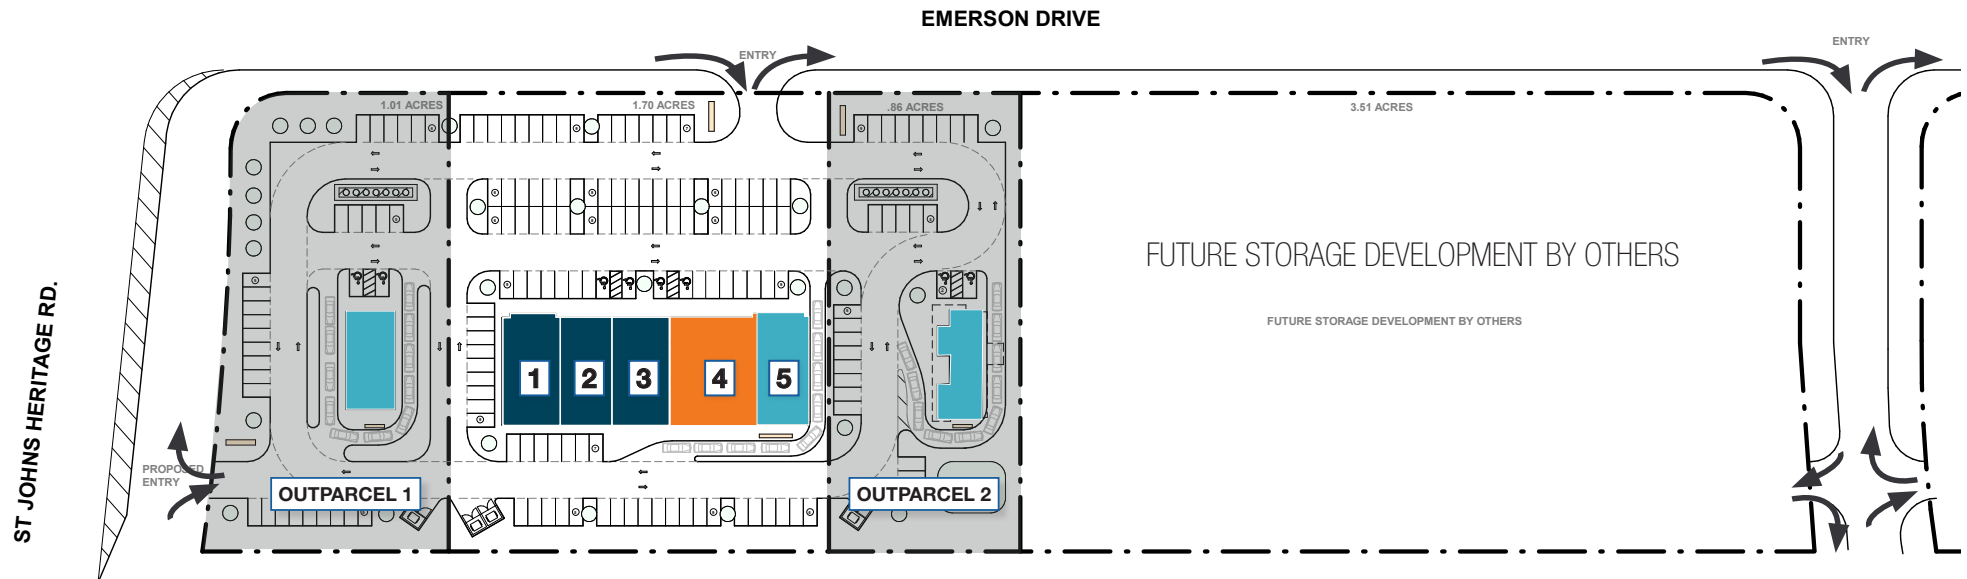 EMERSON DRIVE
ENTRY
ENTRY
1.01 ACRES
1.70 ACRES
.86 ACRES
3.51 ACRES
FUTURE STORAGE DEVELOPMENT BY OTHERS
FUTURE STORAGE DEVELOPMENT BY OTHERS
ST JOHNS HERITAGE RD.
1
2
3
4
5
PROPOSED
ENTRY
OUTPARCEL 1
OUTPARCEL 2